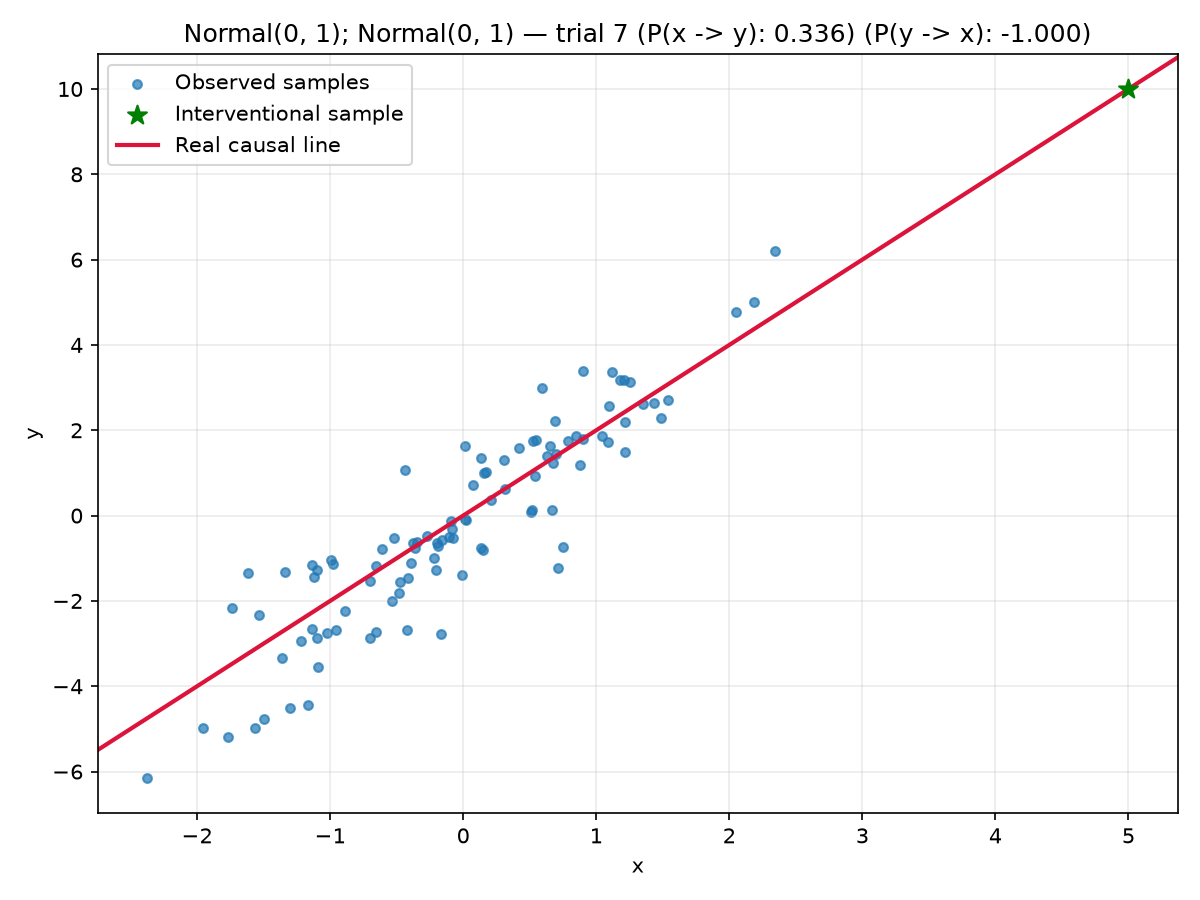 Normal(0, 1); Normal(0, 1) — trial 7 (P(x -> y): 0.336) (P(y -> x): -1.000)
Observed samples
Interventional sample
Real causal line
10
8
6
4
2
0
−2
−4
−6
y
−2
−1
0
1
2
3
4
5
x